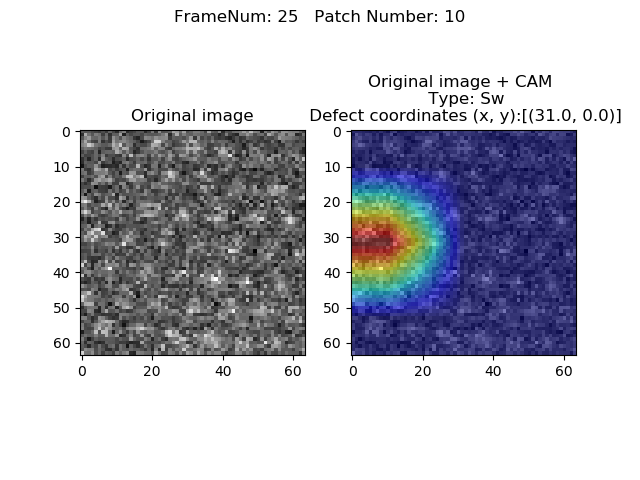 FrameNum: 25   Patch Number: 10
Original image
0
10
20
30
40
50
60
0 20 40 60
Original image + CAM
Type: Sw
Defect coordinates (x, y):[(31.0, 0.0)]
0
10
20
30
40
50
60
0 20 40 60